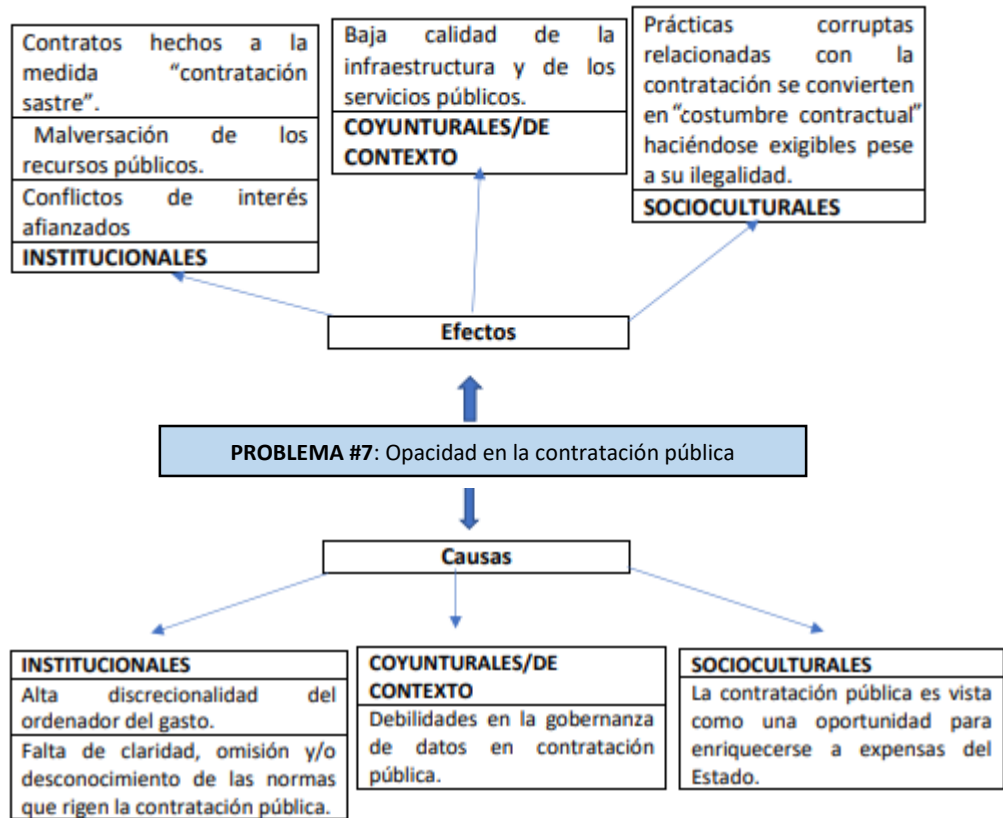 Contratos hechos a la
medida “contratación
sastre”.
Malversación de los
recursos públicos.
Conflictos de interés
afianzados
INSTITUCIONALES
Baja calidad de la
infraestructura y de los
servicios públicos.
COYUNTURALES/DE
CONTEXTO
Prácticas corruptas
relacionadas con la
contratación se convierten
en “costumbre contractual”
haciéndose exigibles pese
a su ilegalidad.
SOCIOCULTURALES
Efectos
PROBLEMA #7: Opacidad en la contratación pública
Causas
INSTITUCIONALES
Alta discrecionalidad del
ordenador del gasto.
Falta de claridad, omisión y/o
desconocimiento de las normas
que rigen la contratación pública.
COYUNTURALES/DE
CONTEXTO
Debilidades en la gobernanza
de datos en contratación
pública.
SOCIOCULTURALES
La contratación pública es vista
como una oportunidad para
enriquecerse a expensas del
Estado.